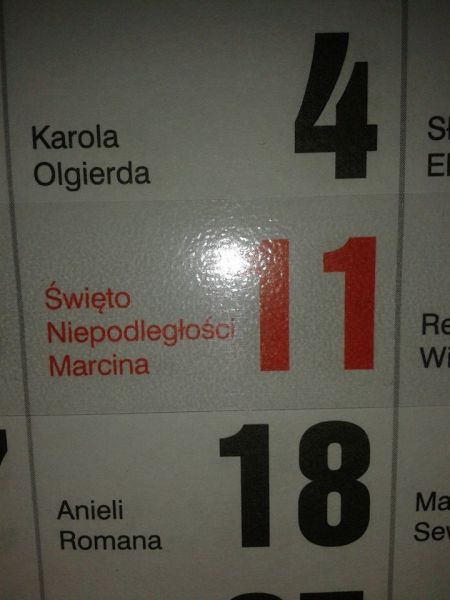 4
Karola
Olgierda
11
Święto
Niepodległości
Marcina
18
Anieli
Romana